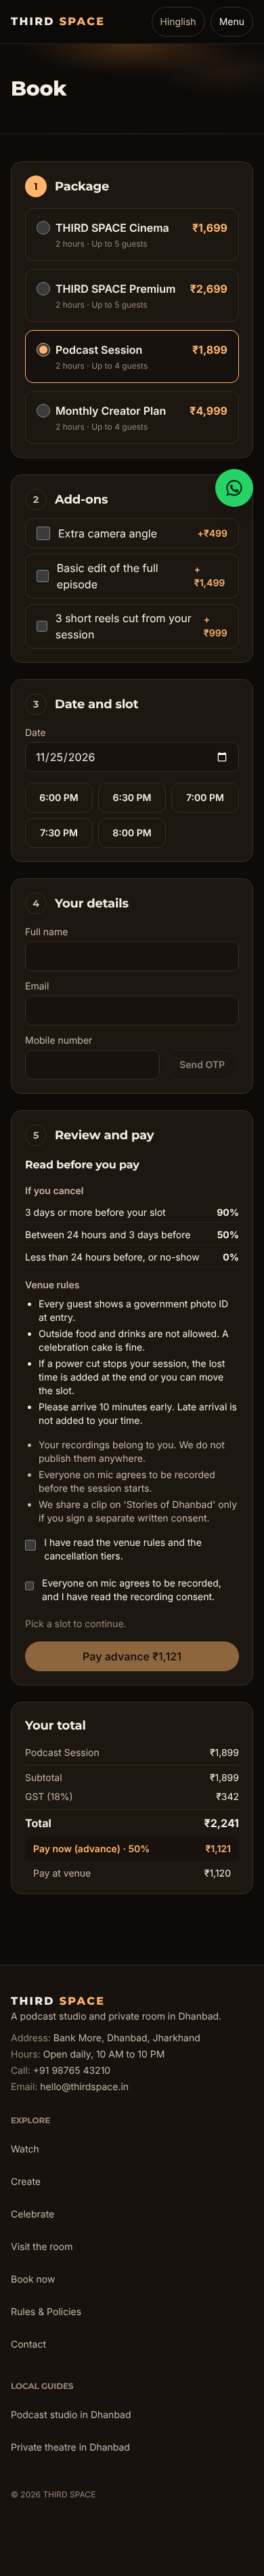 THIRD SPACE
Hinglish
Menu
Book
1
Package
THIRD SPACE Cinema
₹1,699
2 hours · Up to 5 guests
THIRD SPACE Premium
₹2,699
2 hours · Up to 5 guests
Podcast Session
₹1,899
2 hours · Up to 4 guests
Monthly Creator Plan
₹4,999
2 hours · Up to 4 guests
2
Add-ons
Extra camera angle
+₹499
Basic edit of the full
episode
+
₹1,499
3 short reels cut from your
session
+
₹999
3
Date and slot
Date
11/25/2026
6:00 PM
6:30 PM
7:00 PM
7:30 PM
8:00 PM
4
Your details
Full name
Email
Mobile number
Send OTP
5
Review and pay
Read before you pay
If you cancel
3 days or more before your slot
90%
Between 24 hours and 3 days before
50%
Less than 24 hours before, or no-show
0%
Venue rules
• Every guest shows a government photo ID
at entry.
• Outside food and drinks are not allowed. A
celebration cake is fine.
• If a power cut stops your session, the lost
time is added at the end or you can move
the slot.
• Please arrive 10 minutes early. Late arrival is
not added to your time.
• Your recordings belong to you. We do not
publish them anywhere.
• Everyone on mic agrees to be recorded
before the session starts.
• We share a clip on 'Stories of Dhanbad' only
if you sign a separate written consent.
I have read the venue rules and the
cancellation tiers.
Everyone on mic agrees to be recorded,
and I have read the recording consent.
Pick a slot to continue.
Pay advance ₹1,121
Your total
Podcast Session
₹1,899
Subtotal
₹1,899
GST (18%)
₹342
Total
₹2,241
Pay now (advance) · 50%
₹1,121
Pay at venue
₹1,120
THIRD SPACE
A podcast studio and private room in Dhanbad.
Address: Bank More, Dhanbad, Jharkhand
Hours: Open daily, 10 AM to 10 PM
Call: +91 98765 43210
Email: hello@thirdspace.in
EXPLORE
Watch
Create
Celebrate
Visit the room
Book now
Rules & Policies
Contact
LOCAL GUIDES
Podcast studio in Dhanbad
Private theatre in Dhanbad
© 2026 THIRD SPACE